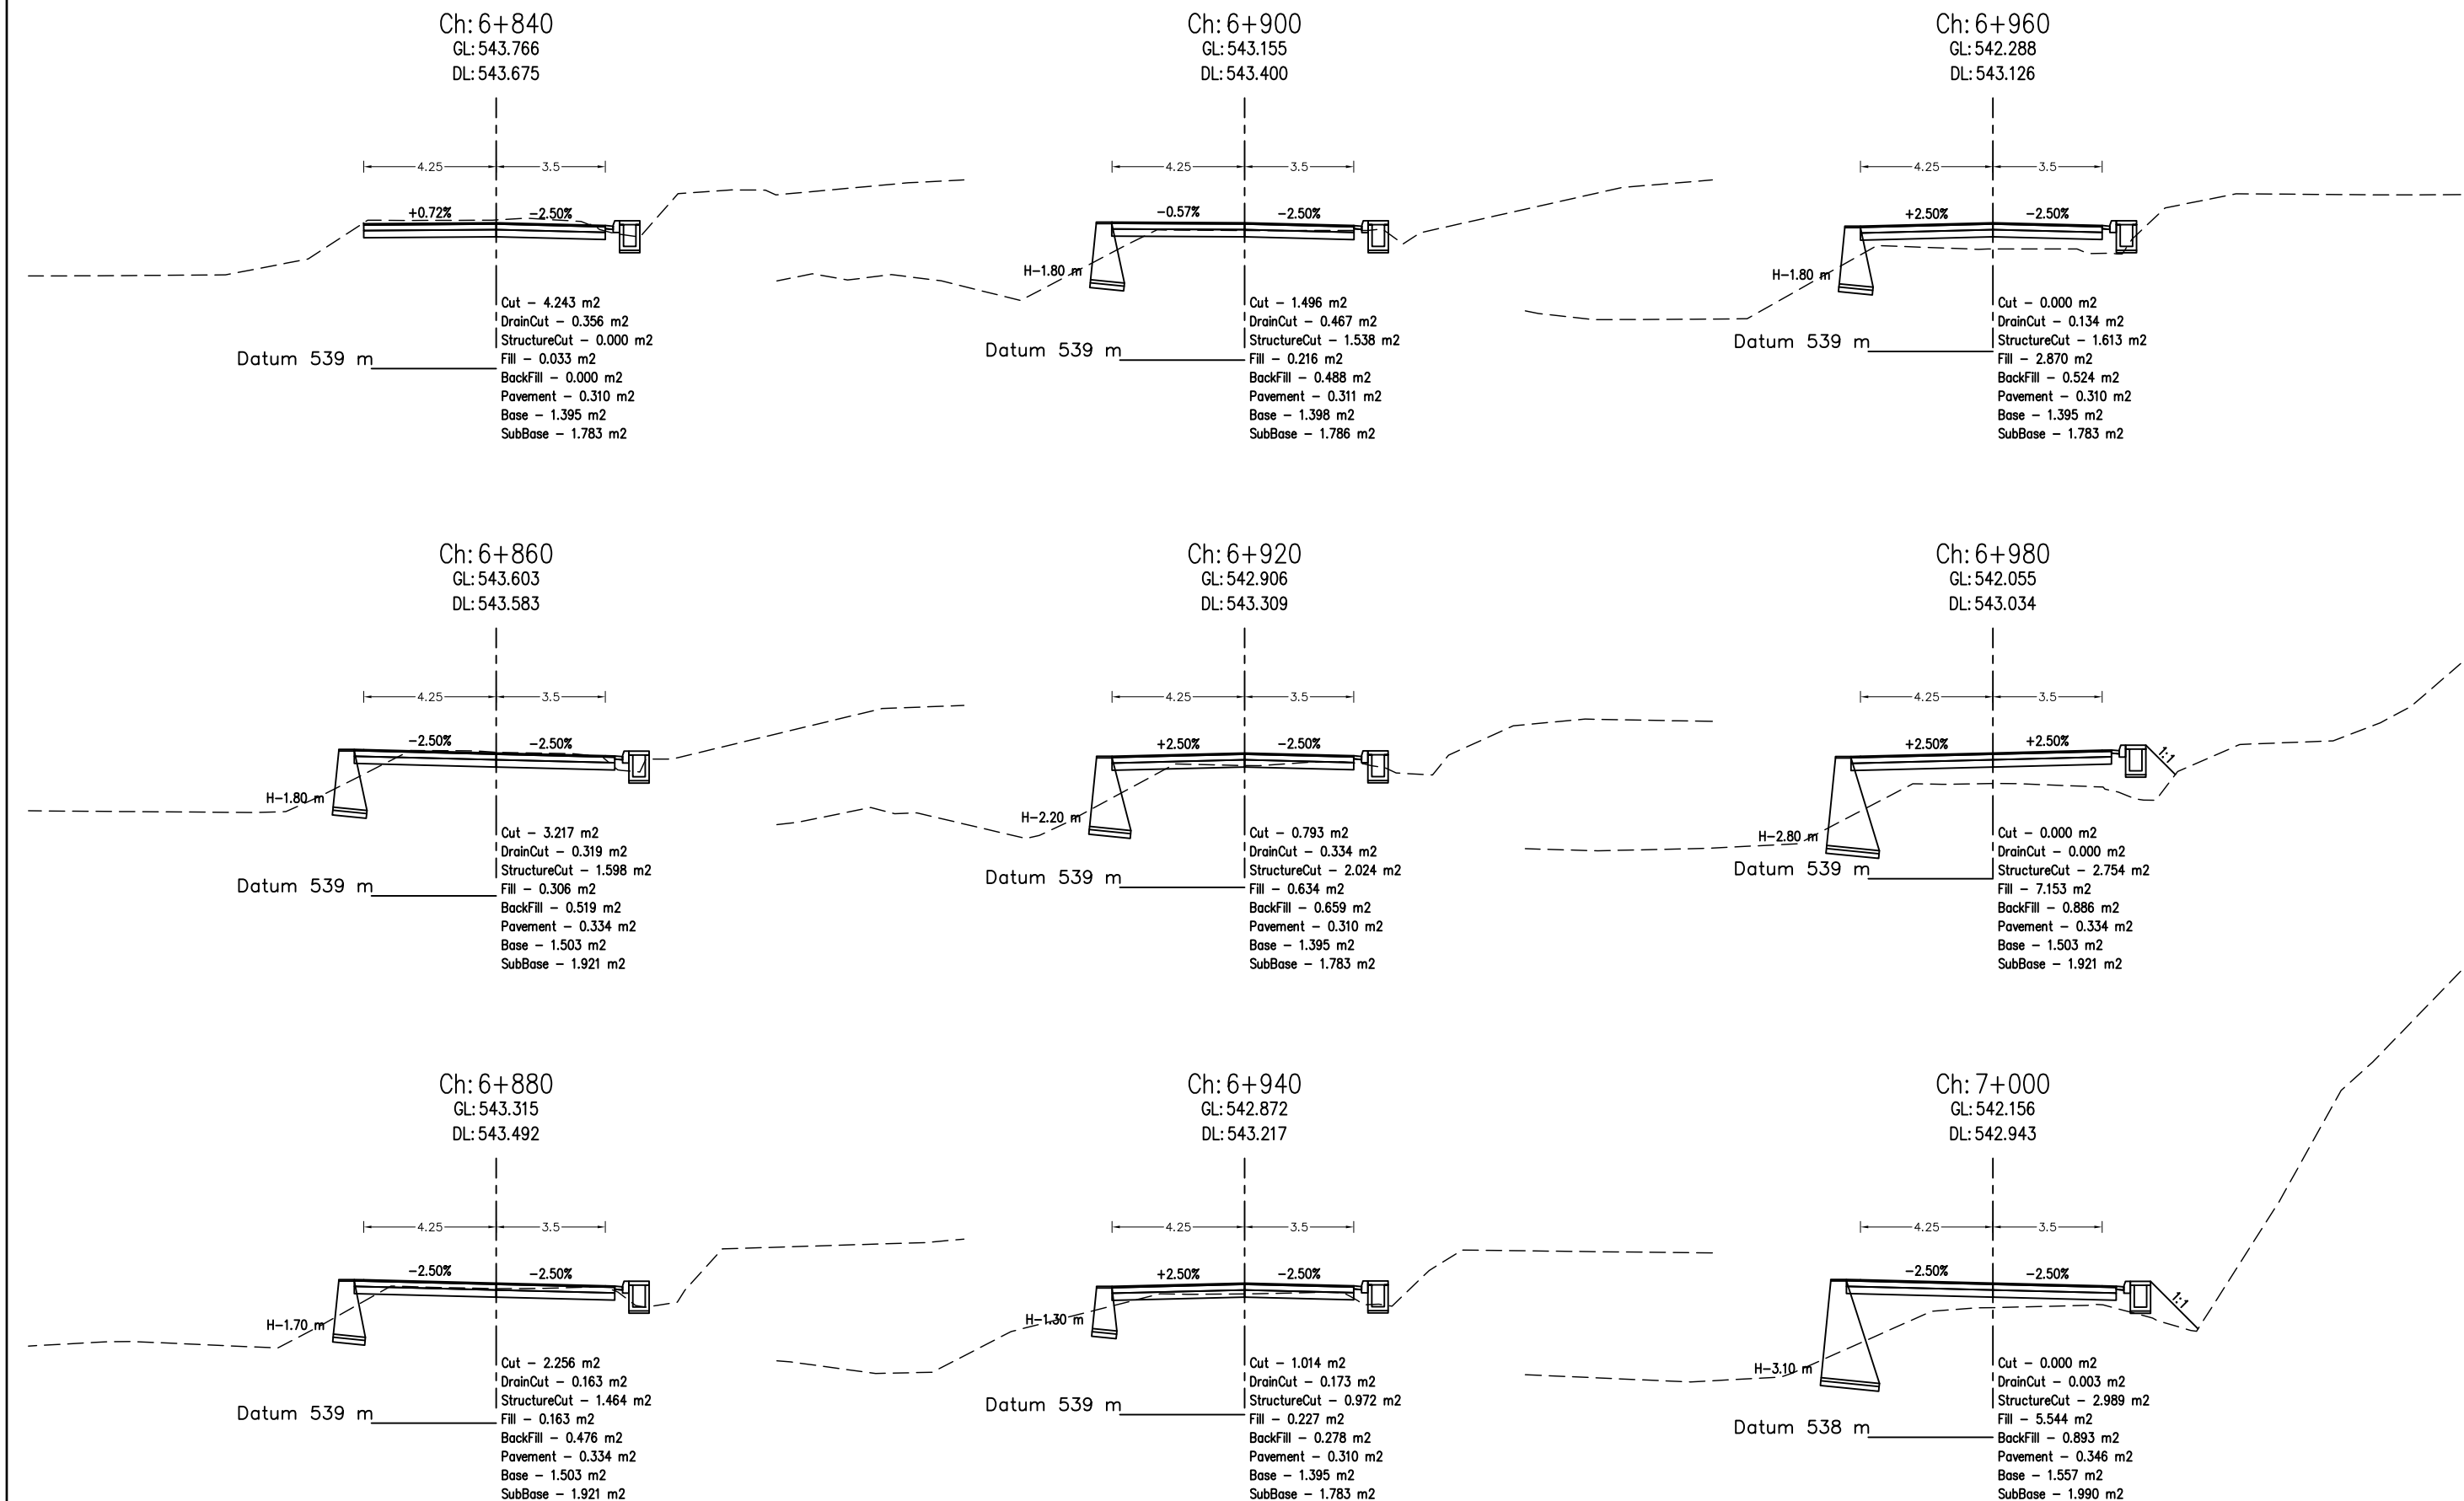 Ch: 6+840
GL: 543.766
DL: 543.675
4.25
3.5
+0.72%
-2.50%
Cut - 4.243 m2
DrainCut - 0.356 m2
StructureCut - 0.000 m2
Datum 539 m
Fill - 0.033 m2
BackFill - 0.000 m2
Pavement - 0.310 m2
Base - 1.395 m2
SubBase - 1.783 m2
Ch: 6+900
GL: 543.155
DL: 543.400
4.25
3.5
-0.57%
-2.50%
H-1.80 m
Cut - 1.496 m2
DrainCut - 0.467 m2
StructureCut - 1.538 m2
Datum 539 m
Fill - 0.216 m2
BackFill - 0.488 m2
Pavement - 0.311 m2
Base - 1.398 m2
SubBase - 1.786 m2
Ch: 6+960
GL: 542.288
DL: 543.126
4.25
3.5
+2.50%
-2.50%
H-1.80 m
Cut - 0.000 m2
DrainCut - 0.134 m2
StructureCut - 1.613 m2
Datum 539 m
Fill - 2.870 m2
BackFill - 0.524 m2
Pavement - 0.310 m2
Base - 1.395 m2
SubBase - 1.783 m2
Ch: 6+860
GL: 543.603
DL: 543.583
4.25
3.5
-2.50%
-2.50%
H-1.80 m
Cut - 3.217 m2
DrainCut - 0.319 m2
StructureCut - 1.598 m2
Datum 539 m
Fill - 0.306 m2
BackFill - 0.519 m2
Pavement - 0.334 m2
Base - 1.503 m2
SubBase - 1.921 m2
Ch: 6+920
GL: 542.906
DL: 543.309
4.25
3.5
+2.50%
-2.50%
H-2.20 m
Cut - 0.793 m2
DrainCut - 0.334 m2
StructureCut - 2.024 m2
Datum 539 m
Fill - 0.634 m2
BackFill - 0.659 m2
Pavement - 0.310 m2
Base - 1.395 m2
SubBase - 1.783 m2
Ch: 6+980
GL: 542.055
DL: 543.034
4.25
3.5
+2.50%
+2.50%
1:1
H-2.80 m
Cut - 0.000 m2
DrainCut - 0.000 m2
StructureCut - 2.754 m2
Datum 539 m
Fill - 7.153 m2
BackFill - 0.886 m2
Pavement - 0.334 m2
Base - 1.503 m2
SubBase - 1.921 m2
Ch: 6+880
GL: 543.315
DL: 543.492
4.25
3.5
-2.50%
-2.50%
H-1.70 m
Cut - 2.256 m2
DrainCut - 0.163 m2
StructureCut - 1.464 m2
Datum 539 m
Fill - 0.163 m2
BackFill - 0.476 m2
Pavement - 0.334 m2
Base - 1.503 m2
SubBase - 1.921 m2
Ch: 6+940
GL: 542.872
DL: 543.217
4.25
3.5
+2.50%
-2.50%
H-1.30 m
Cut - 1.014 m2
DrainCut - 0.173 m2
StructureCut - 0.972 m2
Datum 539 m
Fill - 0.227 m2
BackFill - 0.278 m2
Pavement - 0.310 m2
Base - 1.395 m2
SubBase - 1.783 m2
Ch: 7+000
GL: 542.156
DL: 542.943
4.25
3.5
-2.50%
-2.50%
1:1
H-3.10 m
Cut - 0.000 m2
DrainCut - 0.003 m2
StructureCut - 2.989 m2
Datum 538 m
Fill - 5.544 m2
BackFill - 0.893 m2
Pavement - 0.346 m2
Base - 1.557 m2
SubBase - 1.990 m2